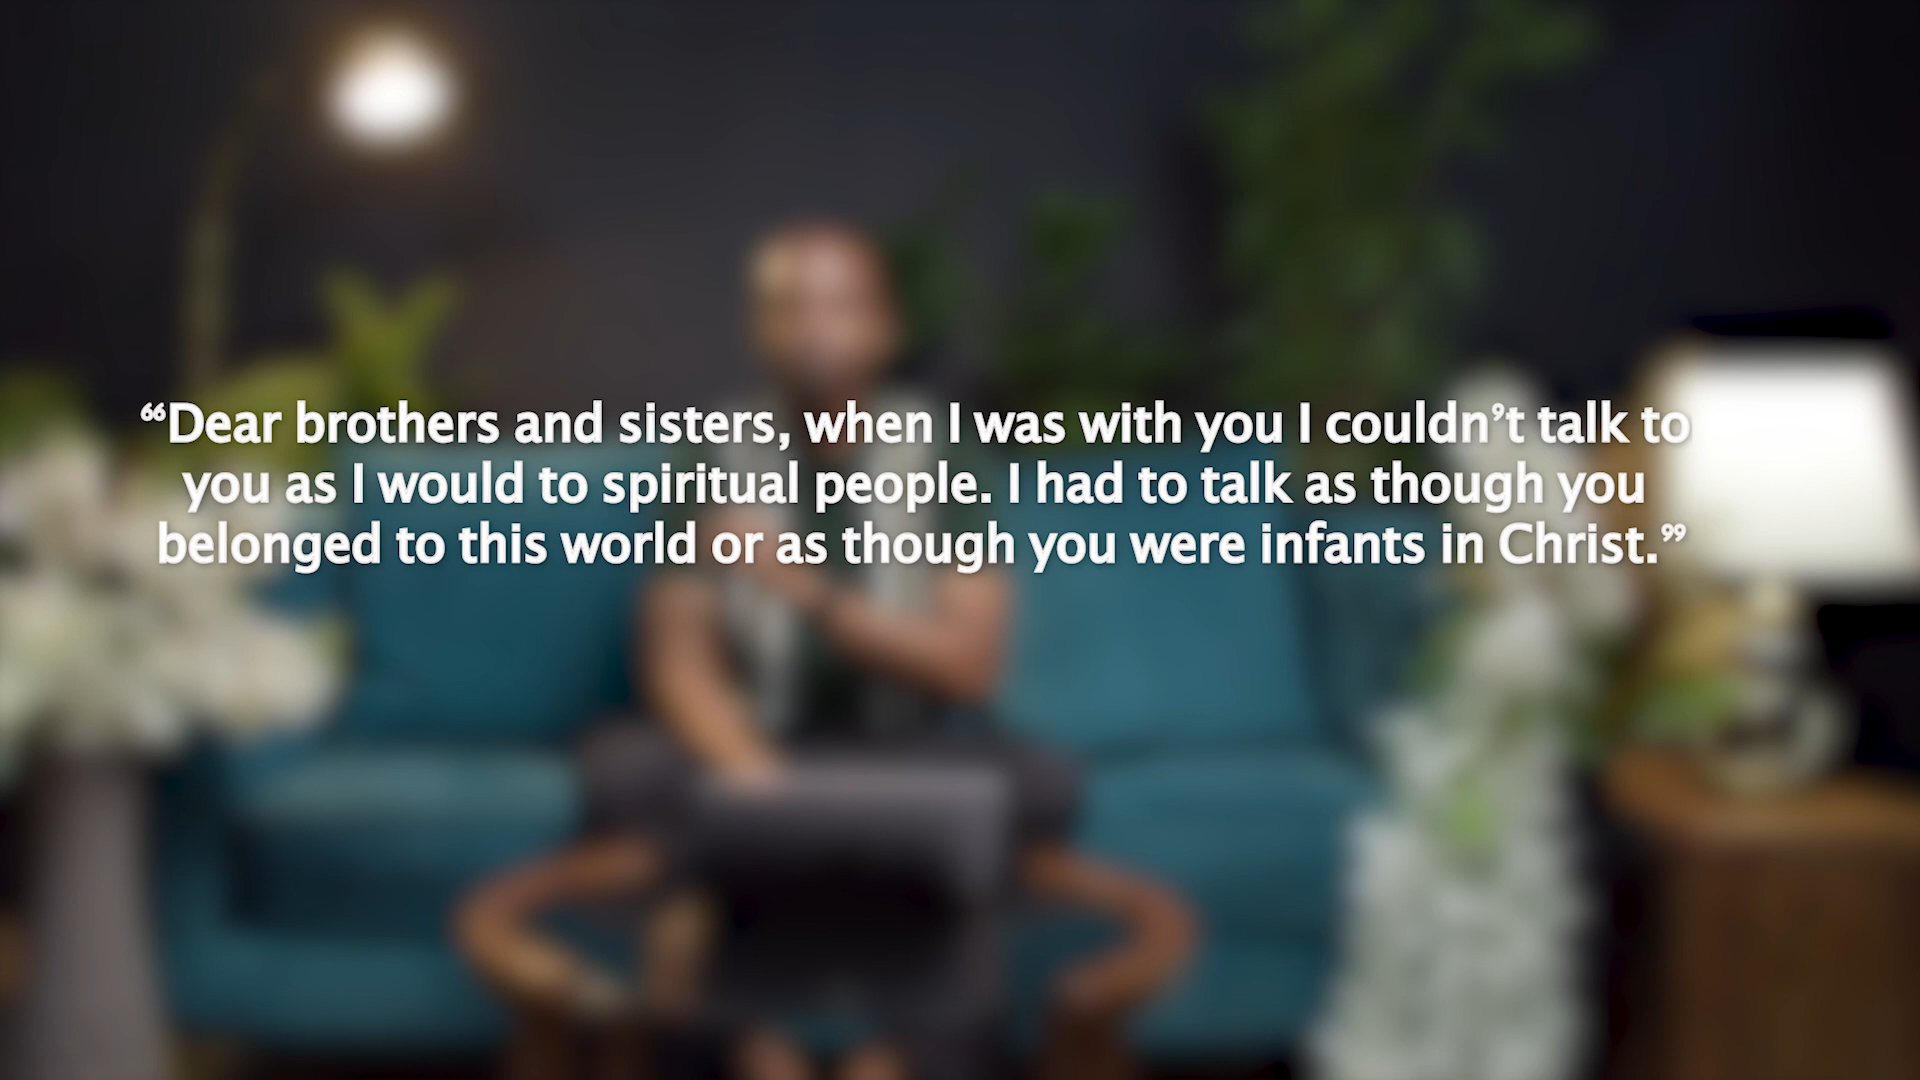 “Dear brothers and sisters, when I was with you I couldn’t talk to
you as I would to spiritual people. I had to talk as though you
belonged to this world or as though you were infants in Christ.”